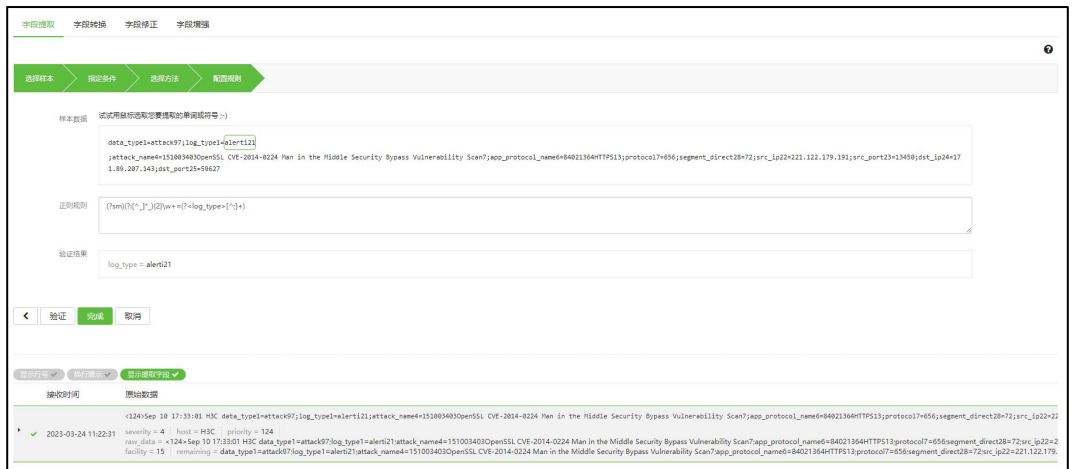 字段提取 字段转换 字段修正 字段增强
选择样本 指定条件 选择方法 配置规则
样本数据 试试用鼠标选取您要提取的单词或符号 ;-)
data_type1=attack97;log_type1=alerti21
;attack_name4=151003403OpenSSL CVE-2014-0224 Man in the Middle Security Bypass Vulnerability Scan7;app_protocol_name6=84021364HTTPS13;protocol7=656;segment_direct28=72;src_ip22=221.122.179.191;src_port23=13450;dst_ip24=17
1.89.207.143;dst_port25=59627
正则规则 (?sm)(?:[^_]*_){2}\w+=(?<log_type>[^;]+)
验证结果
log_type = alerti21
验证 完成 取消
显示行号 换行显示 显示提取字段
接收时间 原始数据
<124>Sep 10 17:33:01 H3C data_type1=attack97;log_type1=alerti21;attack_name4=151003403OpenSSL CVE-2014-0224 Man in the Middle Security Bypass Vulnerability Scan7;app_protocol_name6=84021364HTTPS13;protocol7=656;segment_direct28=72;src_ip22=22
2023-03-24 11:22:31 severity = 4 host = H3C priority = 124
raw_data = <124>Sep 10 17:33:01 H3C data_type1=attack97;log_type1=alerti21;attack_name4=151003403OpenSSL CVE-2014-0224 Man in the Middle Security Bypass Vulnerability Scan7;app_protocol_name6=84021364HTTPS13;protocol7=656;segment_direct28=72;src_ip22=2
facility = 15 remaining = data_type1=attack97;log_type1=alerti21;attack_name4=151003403OpenSSL CVE-2014-0224 Man in the Middle Security Bypass Vulnerability Scan7;app_protocol_name6=84021364HTTPS13;protocol7=656;segment_direct28=72;src_ip22=221.122.179.